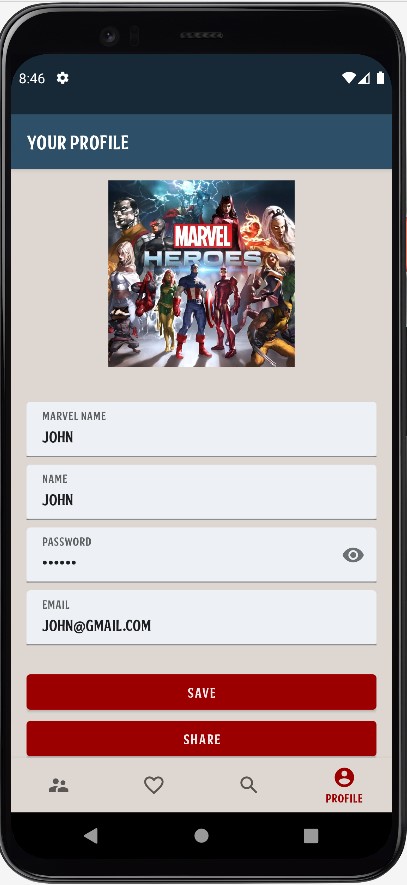 8:46
YOUR PROFILE
MARVEL
HEROES
MARVEL NAME
JOHN
NAME
JOHN
PASSWORD
••••••
EMAIL
JOHN@GMAIL.COM
SAVE
SHARE
PROFILE